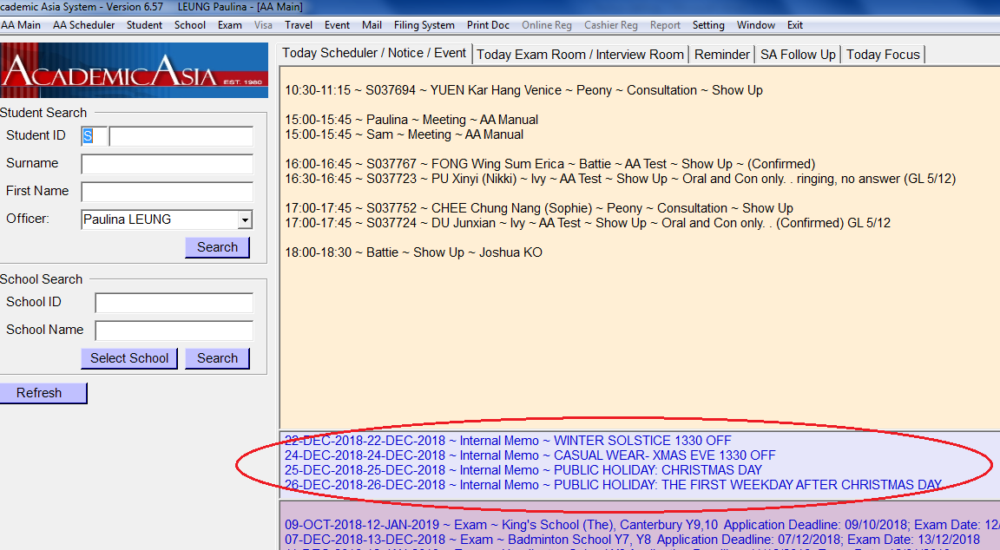 cademic Asia System - Version 6.57 LEUNG Paulina - [AA Main]
AA Main AA Scheduler Student School Exam Visa Travel Event Mail Filing System Print Doc Online Reg Cashier Reg Report Setting Window Exit
ACADEMIC ASIA EST. 1980
Today Scheduler / Notice / Event Today Exam Room / Interview Room Reminder SA Follow Up Today Focus
Student Search
Student ID S
Surname
First Name
Officer: Paulina LEUNG
Search
School Search
School ID
School Name
Select School Search
Refresh
10:30-11:15 ~ S037694 ~ YUEN Kar Hang Venice ~ Peony ~ Consultation ~ Show Up
15:00-15:45 ~ Paulina ~ Meeting ~ AA Manual
15:00-15:45 ~ Sam ~ Meeting ~ AA Manual
16:00-16:45 ~ S037767 ~ FONG Wing Sum Erica ~ Battie ~ AA Test ~ Show Up ~ (Confirmed)
16:30-16:45 ~ S037723 ~ PU Xinyi (Nikki) ~ Ivy ~ AA Test ~ Show Up ~ Oral and Con only. . ringing, no answer (GL 5/12)
17:00-17:45 ~ S037752 ~ CHEE Chung Nang (Sophie) ~ Peony ~ Consultation ~ Show Up
17:00-17:45 ~ S037724 ~ DU Junxian ~ Ivy ~ AA Test ~ Show Up ~ Oral and Con only. . (Confirmed) GL 5/12
18:00-18:30 ~ Battie ~ Show Up ~ Joshua KO
22-DEC-2018-22-DEC-2018 ~ Internal Memo ~ WINTER SOLSTICE 1330 OFF
24-DEC-2018-24-DEC-2018 ~ Internal Memo ~ CASUAL WEAR- XMAS EVE 1330 OFF
25-DEC-2018-25-DEC-2018 ~ Internal Memo ~ PUBLIC HOLIDAY: CHRISTMAS DAY
26-DEC-2018-26-DEC-2018 ~ Internal Memo ~ PUBLIC HOLIDAY: THE FIRST WEEKDAY AFTER CHRISTMAS DAY
09-OCT-2018-12-JAN-2019 ~ Exam ~ King's School (The), Canterbury Y9,10 Application Deadline: 09/10/2018; Exam Date: 12/
07-DEC-2018-13-DEC-2018 ~ Exam ~ Badminton School Y7, Y8 Application Deadline: 07/12/2018; Exam Date: 13/12/2018